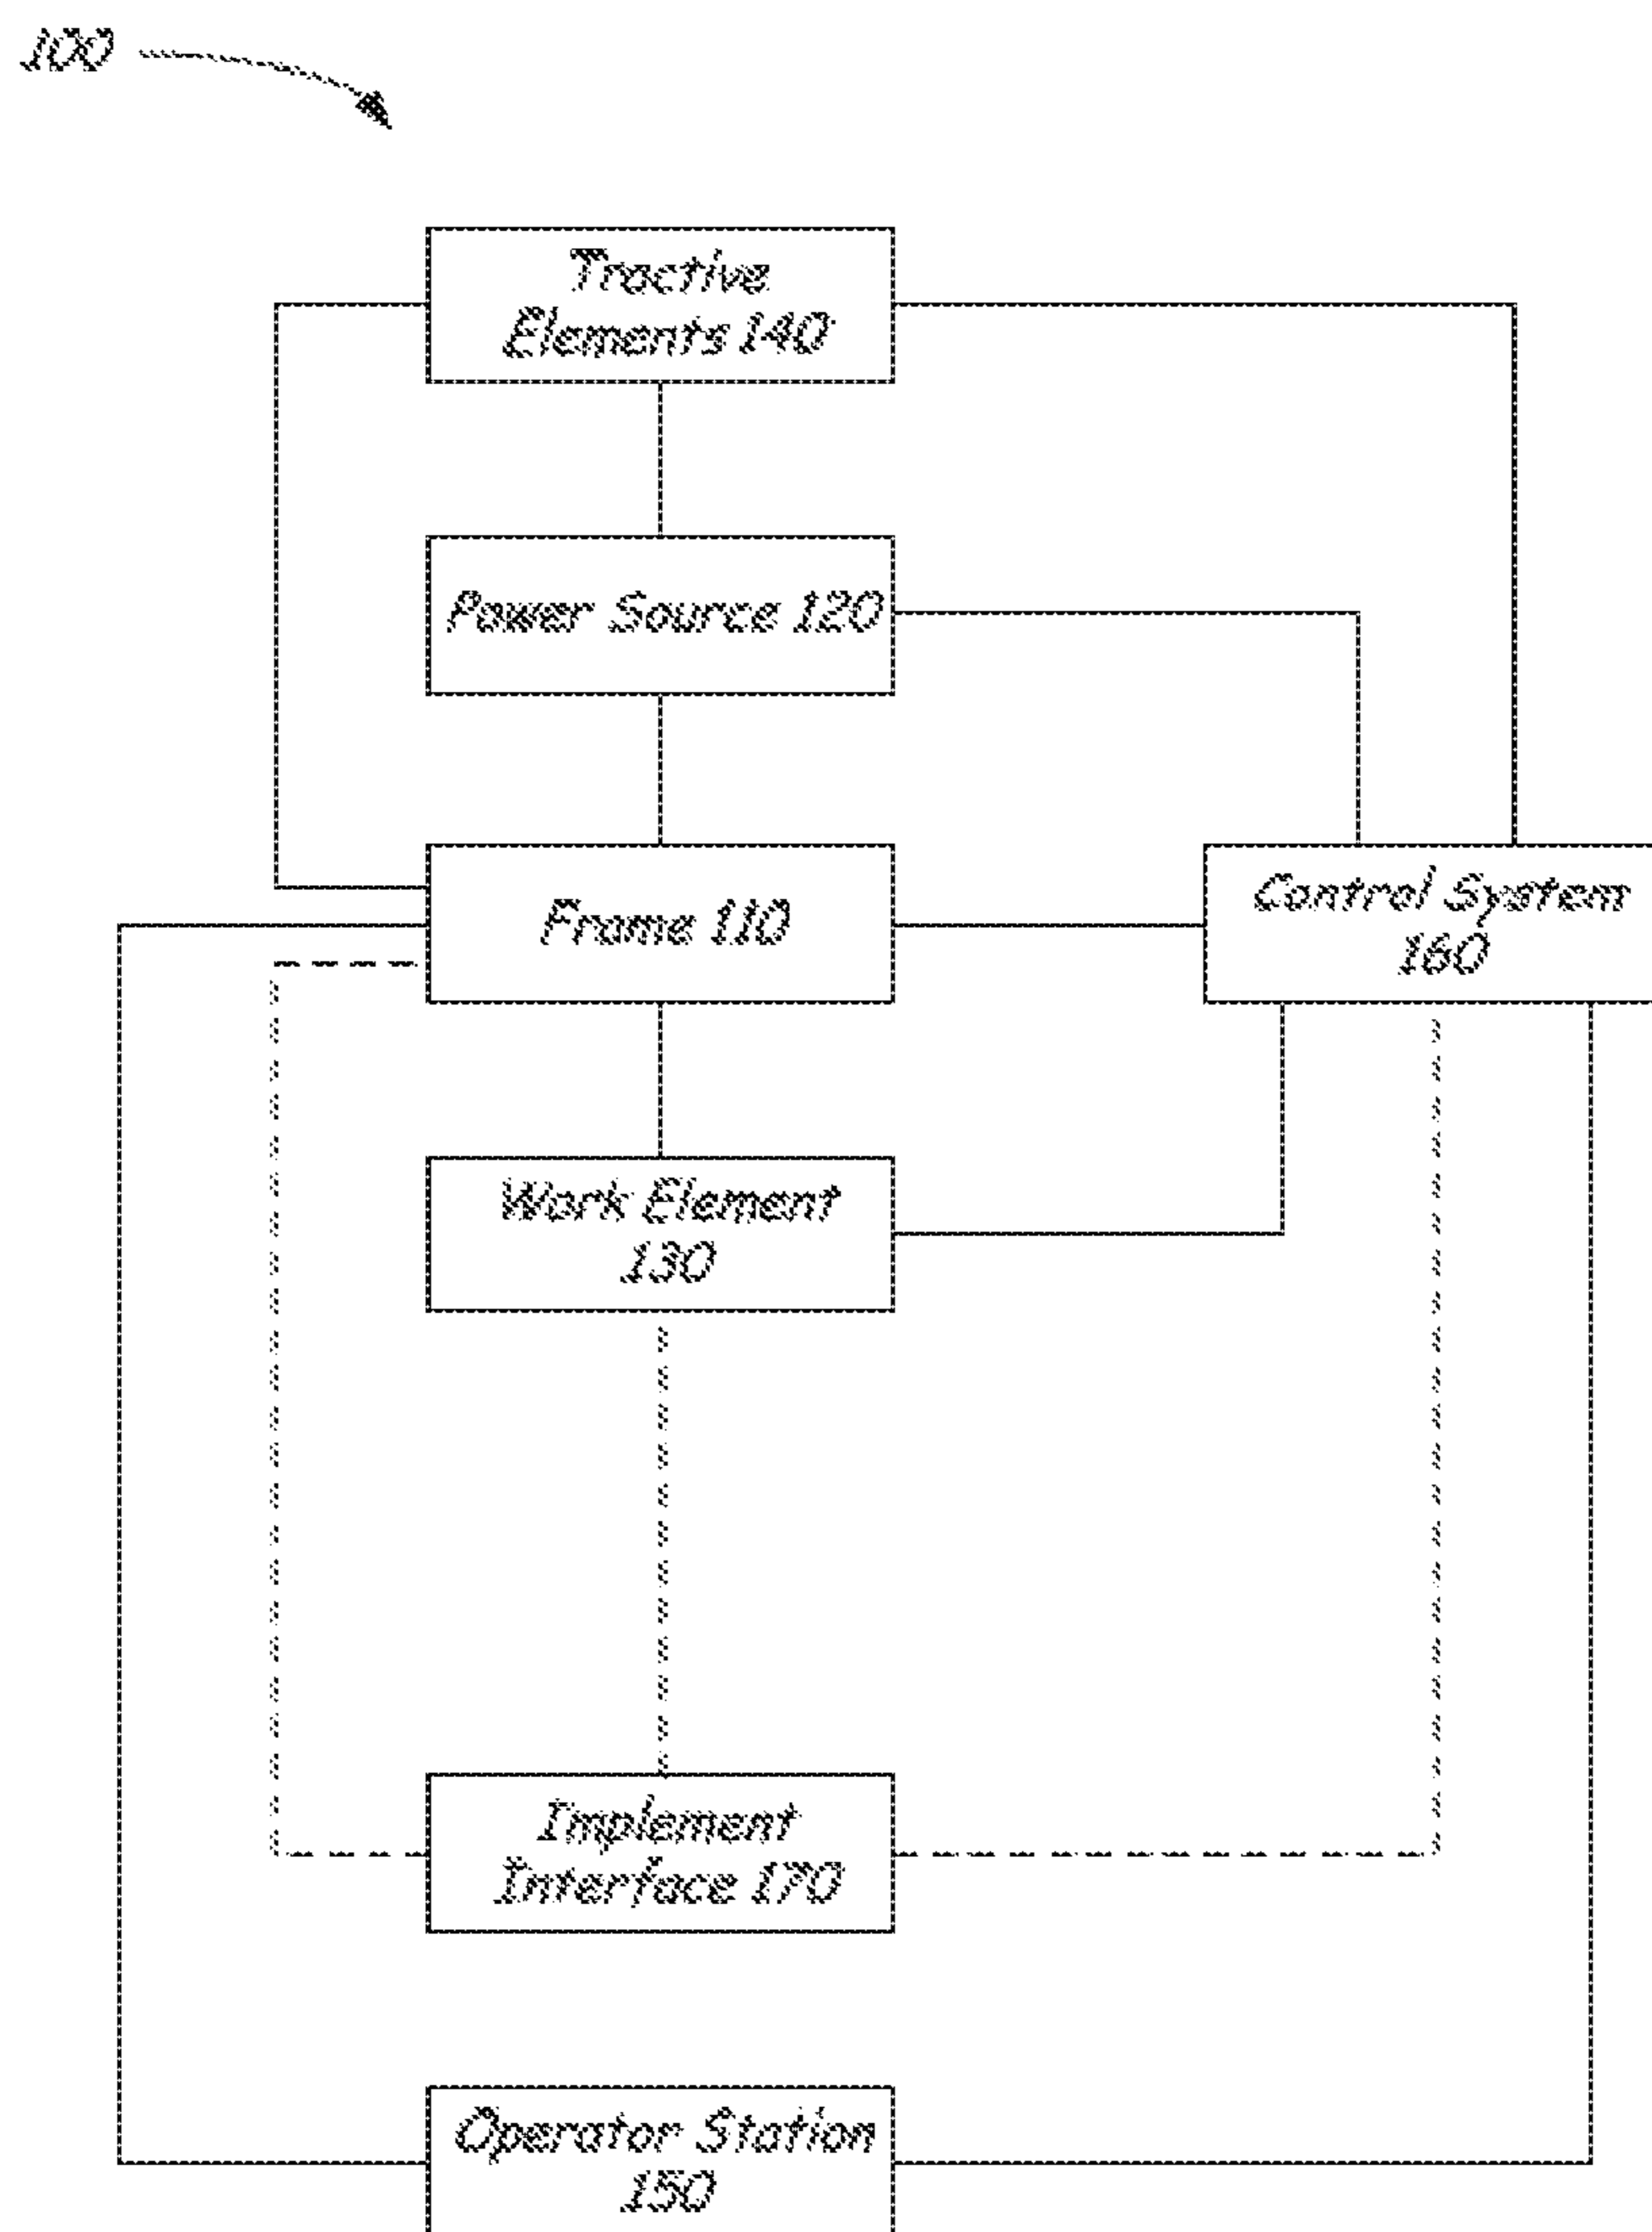 100
Tractive
Elements 140
Power Source 120
Frame 110
Control System
160
Work Element
130
Implement
Interface 170
Operator Station
150